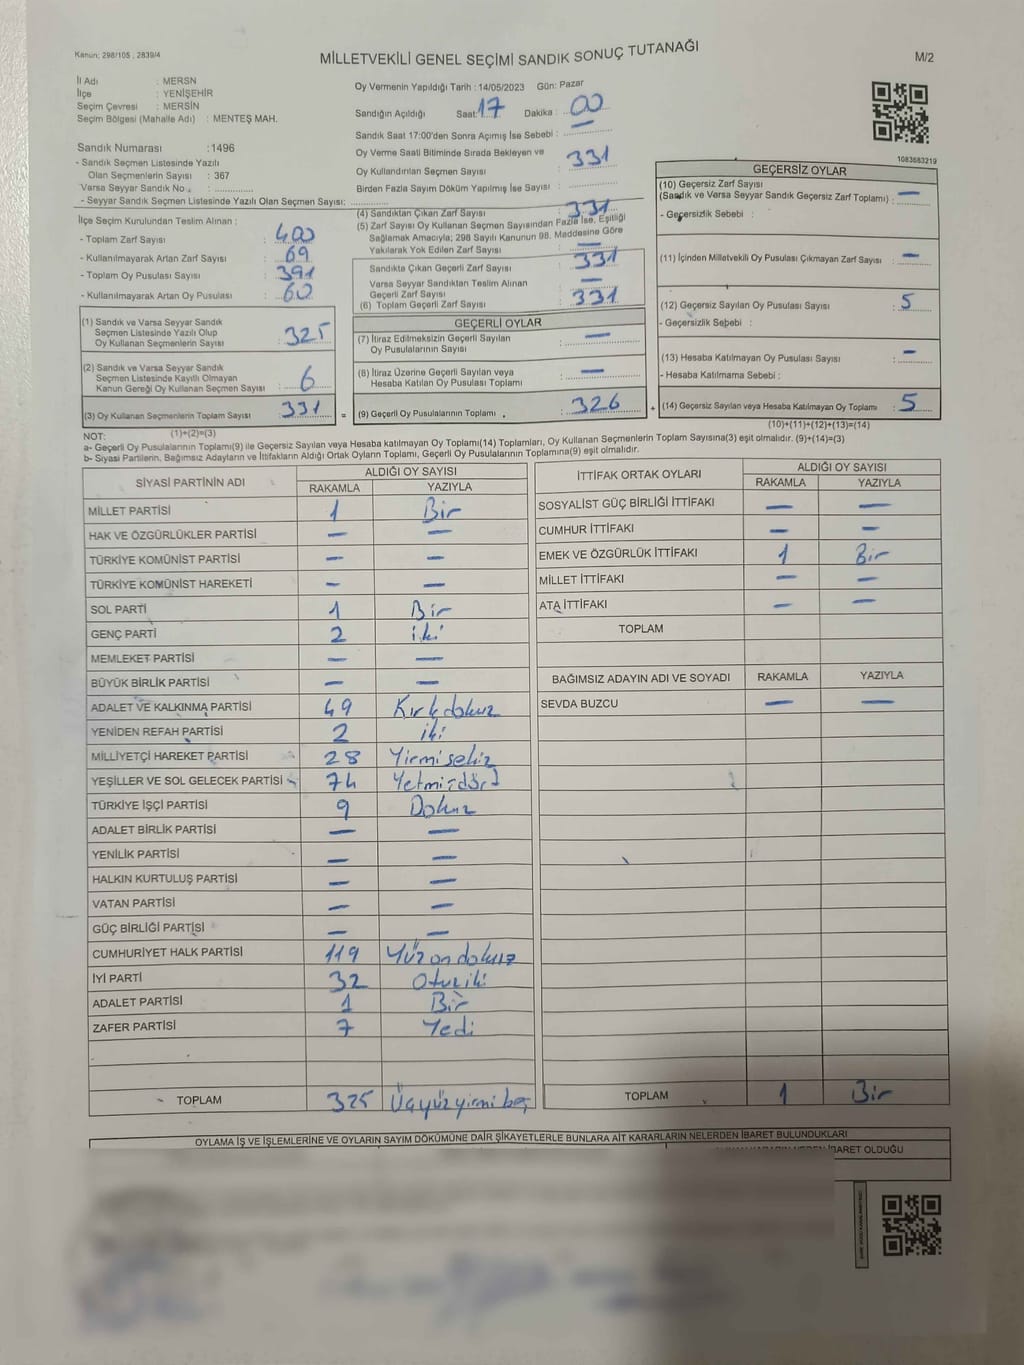 Kanun: 298/105 , 2839/4
MİLLETVEKİLİ GENEL SEÇİMİ SANDIK SONUÇ TUTANAĞI
M/2
İl Adı : MERSN
İlçe : YENİŞEHİR
Seçim Çevresi : MERSİN
Seçim Bölgesi (Mahalle Adı) : MENTEŞ MAH.
Sandık Numarası :1496
- Sandık Seçmen Listesinde Yazılı
Olan Seçmenlerin Sayısı : 367
Varsa Seyyar Sandık No :
- Seyyar Sandık Seçmen Listesinde Yazılı Olan Seçmen Sayısı:
İlçe Seçim Kurulundan Teslim Alınan :
- Toplam Zarf Sayısı : 400
- Kullanılmayarak Artan Zarf Sayısı : 69
- Toplam Oy Pusulası Sayısı : 391
- Kullanılmayarak Artan Oy Pusulası : 60
(1) Sandık ve Varsa Seyyar Sandık
Seçmen Listesinde Yazılı Olup
Oy Kullanan Seçmenlerin Sayısı : 325
(2) Sandık ve Varsa Seyyar Sandık
Seçmen Listesinde Kayıtlı Olmayan
Kanun Gereği Oy Kullanan Seçmen Sayısı : 6
(3) Oy Kullanan Seçmenlerin Toplam Sayısı : 331 =
(1)+(2)=(3)
Oy Vermenin Yapıldığı Tarih : 14/05/2023 Gün: Pazar
Sandığın Açıldığı Saat: 17 Dakika : 00
Sandık Saat 17:00'den Sonra Açımış İse Sebebi : —
Oy Verme Saati Bitiminde Sırada Bekleyen ve
Oy Kullandırılan Seçmen Sayısı : 331
Birden Fazla Sayım Döküm Yapılmış İse Sayısı :
(4) Sandıktan Çıkan Zarf Sayısı : 331
(5) Zarf Sayısı Oy Kullanan Seçmen Sayısından Fazla İse, Eşitliği
Sağlamak Amacıyla; 298 Sayılı Kanunun 98. Maddesine Göre
Yakılarak Yok Edilen Zarf Sayısı : —
Sandıkta Çıkan Geçerli Zarf Sayısı : 331
Varsa Seyyar Sandıktan Teslim Alınan
Geçerli Zarf Sayısı : —
(6) Toplam Geçerli Zarf Sayısı : 331
GEÇERLİ OYLAR
(7) İtiraz Edilmeksizin Geçerli Sayılan
Oy Pusulalarının Sayısı : —
(8) İtiraz Üzerine Geçerli Sayılan veya
Hesaba Katılan Oy Pusulası Toplamı : —
(9) Geçerli Oy Pusulalarının Toplamı : 326 +
1083683219
GEÇERSİZ OYLAR
(10) Geçersiz Zarf Sayısı
(Sandık ve Varsa Seyyar Sandık Geçersiz Zarf Toplamı) : —
- Geçersizlik Sebebi :
(11) İçinden Milletvekili Oy Pusulası Çıkmayan Zarf Sayısı : —
(12) Geçersiz Sayılan Oy Pusulası Sayısı : 5
- Geçersizlik Sebebi :
(13) Hesaba Katılmayan Oy Pusulası Sayısı : —
- Hesaba Katılmama Sebebi :
(14) Geçersiz Sayılan veya Hesaba Katılmayan Oy Toplamı : 5
(10)+(11)+(12)+(13)=(14)
NOT:
a- Geçerli Oy Pusulalarının Toplamı(9) ile Geçersiz Sayılan veya Hesaba katılmayan Oy Toplamı(14) Toplamları, Oy Kullanan Seçmenlerin Toplam Sayısına(3) eşit olmalıdır. (9)+(14)=(3)
b- Siyasi Partilerin, Bağımsız Adayların ve İttifakların Aldığı Ortak Oyların Toplamı, Geçerli Oy Pusulalarının Toplamına(9) eşit olmalıdır.
SİYASİ PARTİNİN ADI ALDIĞI OY SAYISI
RAKAMLA YAZIYLA
MİLLET PARTİSİ 1 Bir
HAK VE ÖZGÜRLÜKLER PARTİSİ — —
TÜRKİYE KOMÜNİST PARTİSİ — —
TÜRKİYE KOMÜNİST HAREKETİ — —
SOL PARTİ 1 Bir
GENÇ PARTİ 2 iki
MEMLEKET PARTİSİ — —
BÜYÜK BİRLİK PARTİSİ — —
ADALET VE KALKINMA PARTİSİ 49 Kırkdokuz
YENİDEN REFAH PARTİSİ 2 iki
MİLLİYETÇİ HAREKET PARTİSİ 28 Yirmisekiz
YEŞİLLER VE SOL GELECEK PARTİSİ 74 Yetmişdört
TÜRKİYE İŞÇİ PARTİSİ 9 Dokuz
ADALET BİRLİK PARTİSİ — —
YENİLİK PARTİSİ — —
HALKIN KURTULUŞ PARTİSİ — —
VATAN PARTİSİ — —
GÜÇ BİRLİĞİ PARTİSİ — —
CUMHURİYET HALK PARTİSİ 119 Yüzondokuz
İYİ PARTİ 32 Otuziki
ADALET PARTİSİ 1 Bir
ZAFER PARTİSİ 7 Yedi
TOPLAM 325 Üçyüzyirmibeş
İTTİFAK ORTAK OYLARI ALDIĞI OY SAYISI
RAKAMLA YAZIYLA
SOSYALİST GÜÇ BİRLİĞİ İTTİFAKI — —
CUMHUR İTTİFAKI — —
EMEK VE ÖZGÜRLÜK İTTİFAKI 1 Bir
MİLLET İTTİFAKI — —
ATA İTTİFAKI — —
TOPLAM
BAĞIMSIZ ADAYIN ADI VE SOYADI RAKAMLA YAZIYLA
SEVDA BUZCU — —
TOPLAM 1 Bir
OYLAMA İŞ VE İŞLEMLERİNE VE OYLARIN SAYIM DÖKÜMÜNE DAİR ŞİKAYETLERLE BUNLARA AİT KARARLARIN NELERDEN İBARET BULUNDUKLARI
İBARET OLDUĞU